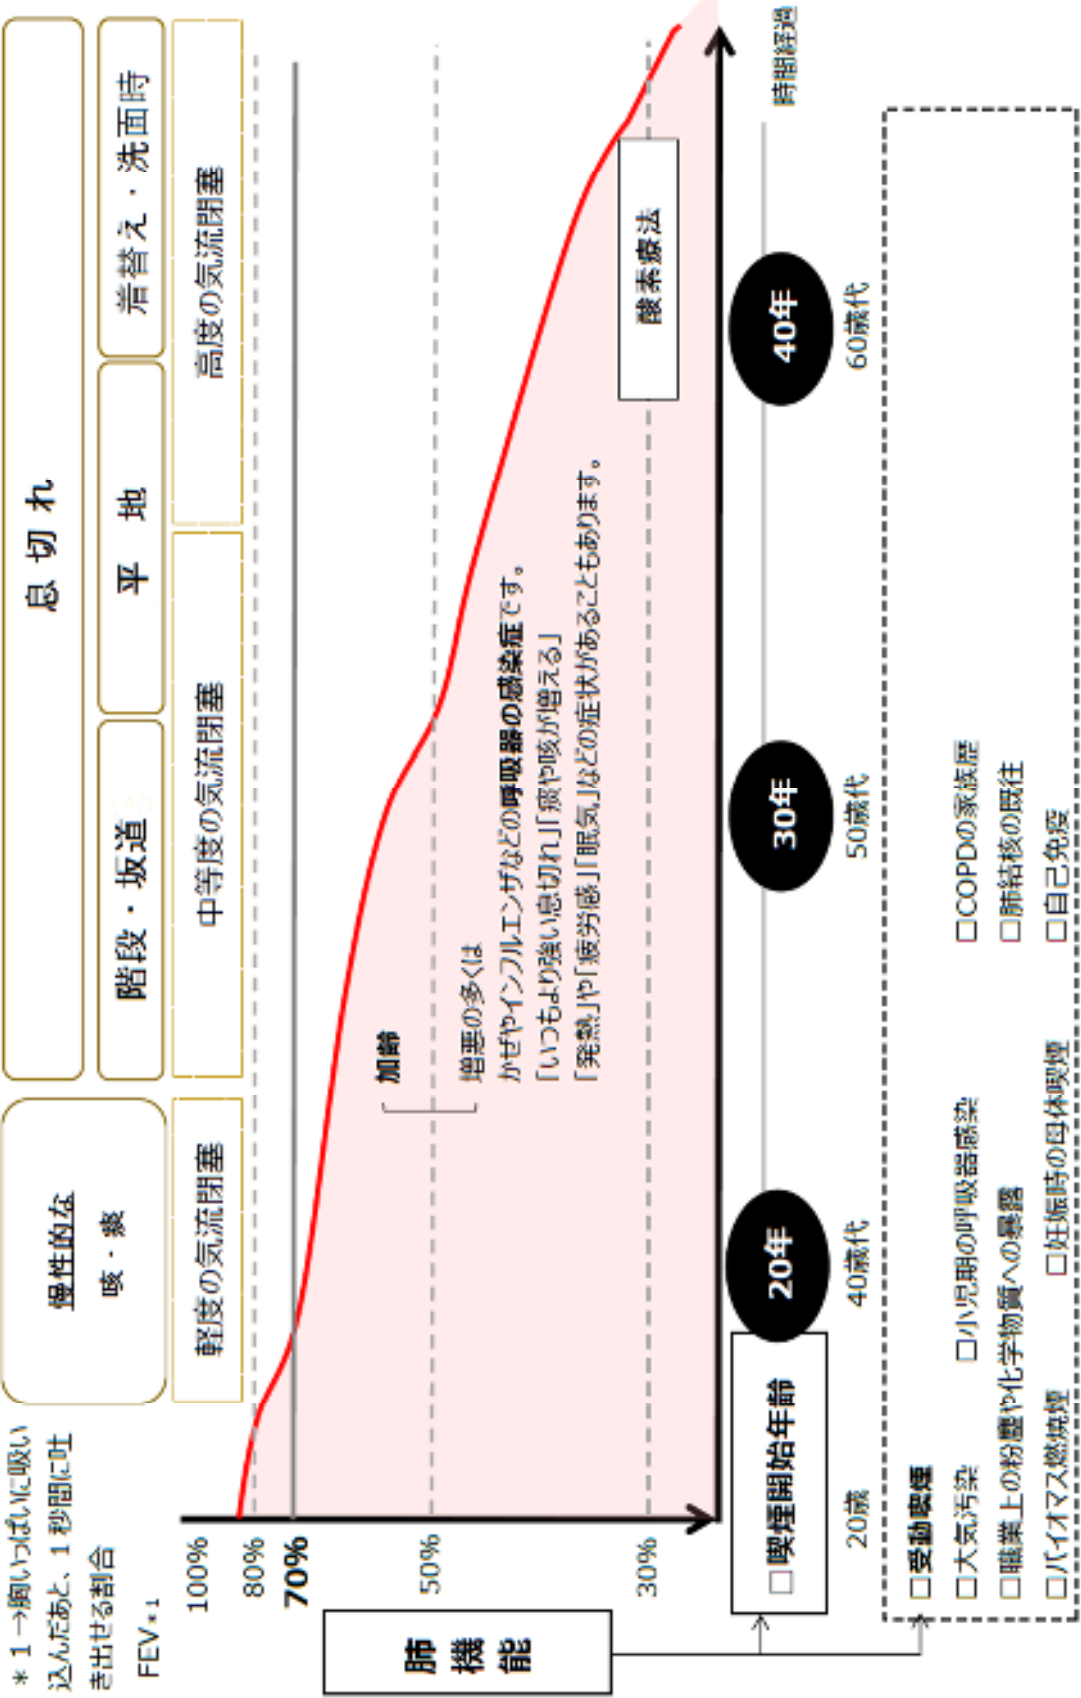 ＊１→胸いっぱいに吸い
込んだあと、１秒間に吐
き出せる割合
FEV＊１
慢性的な
咳・痰
息切れ
階段・坂道
平　地
着替え・洗面時
軽度の気流閉塞
中等度の気流閉塞
高度の気流閉塞
100%
80%
70%
50%
30%
肺機能
加齢
増悪の多くは
かぜやインフルエンザなどの呼吸器の感染症です。
「いつもより強い息切れ」「痰や咳が増える」
「発熱」や「疲労感」「眠気」などの症状があることもあります。
酸素療法
時間経過
□喫煙開始年齢
20年
30年
40年
20歳
40歳代
50歳代
60歳代
□受動喫煙
□大気汚染
□小児期の呼吸器感染
□COPDの家族歴
□職業上の粉塵や化学物質への暴露
□肺結核の既往
□バイオマス燃焼煙
□妊娠時の母体喫煙
□自己免疫